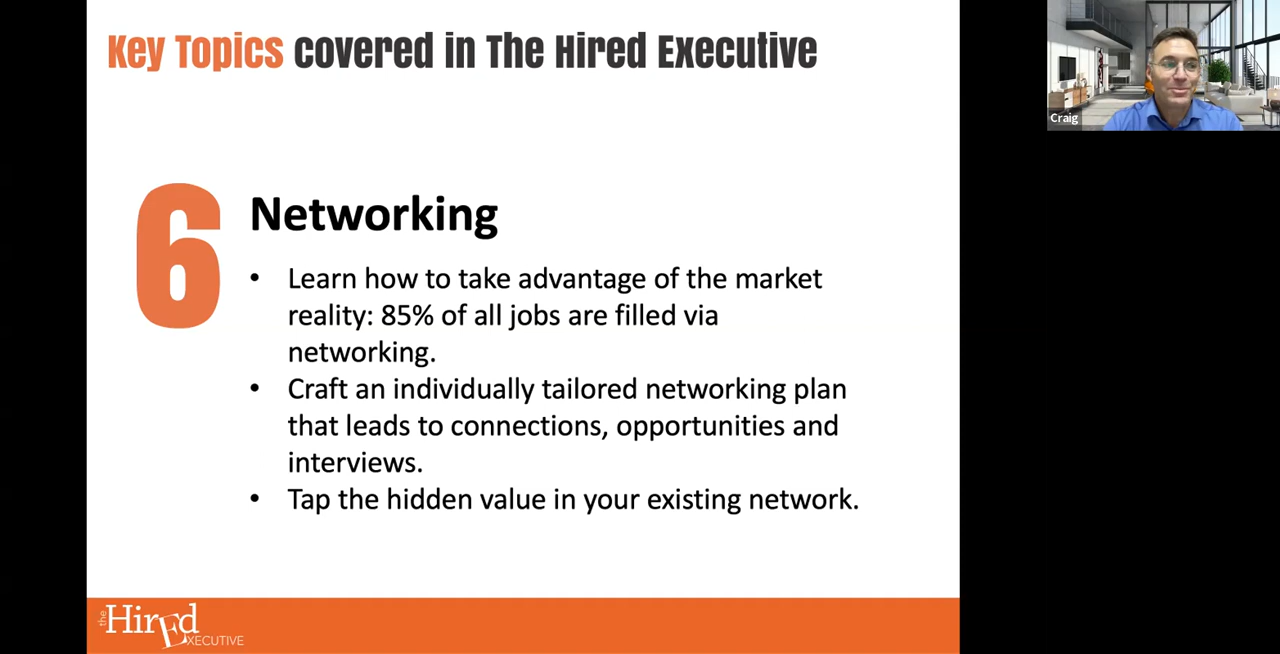 Key Topics covered in The Hired Executive
Craig
6
Networking
• Learn how to take advantage of the market
reality: 85% of all jobs are filled via
networking.
• Craft an individually tailored networking plan
that leads to connections, opportunities and
interviews.
• Tap the hidden value in your existing network.
the HirEd
EXECUTIVE